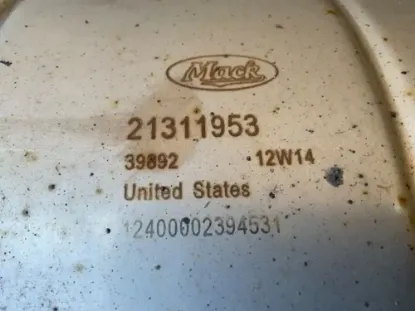 Mack
21311953
39892 12W14
United States
12400002394531